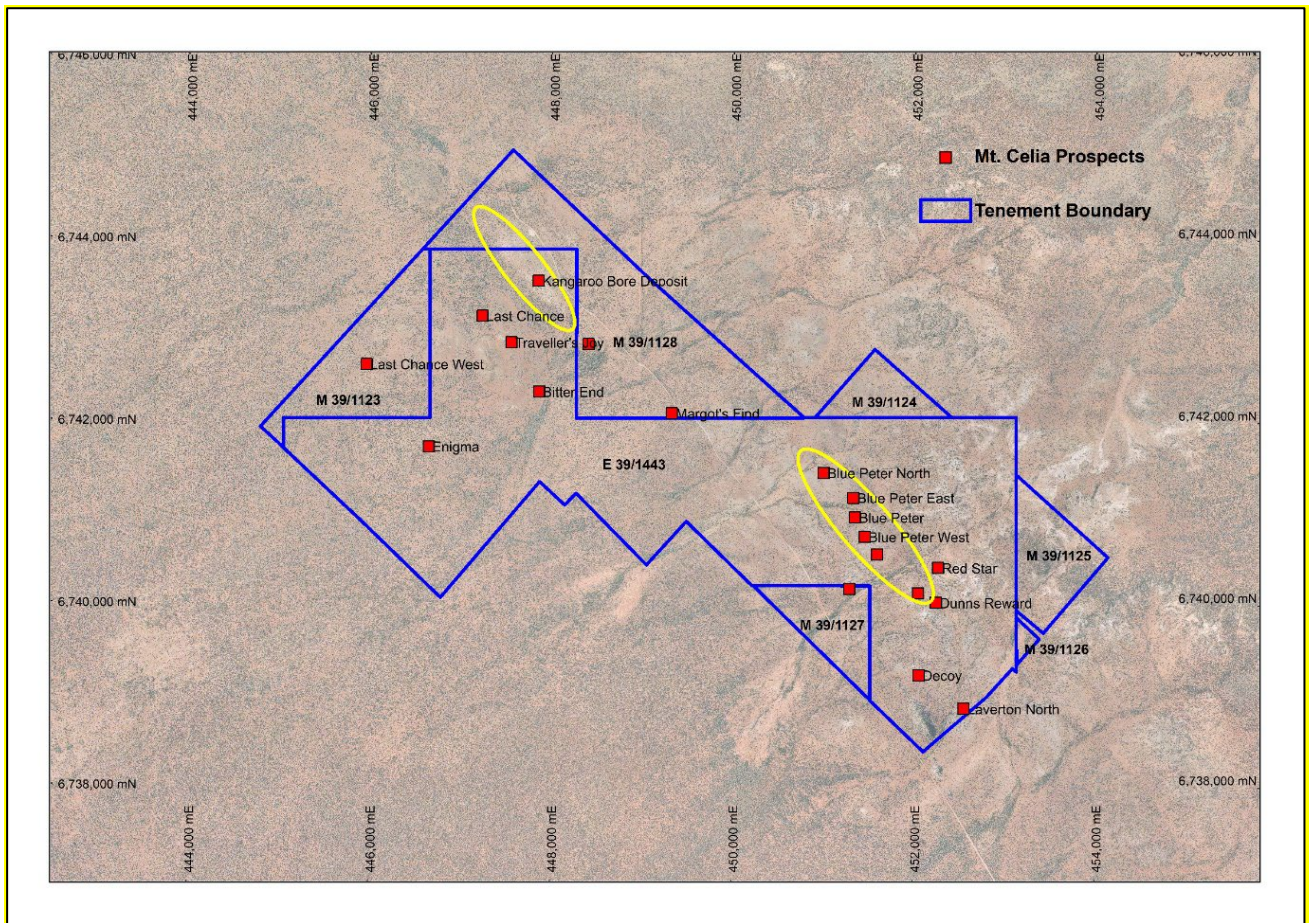 6,746,000 mN
444,000 mE
446,000 mE
448,000 mE
450,000 mE
452,000 mE
454,000 mE
6,746,000 mN
Mt. Celia Prospects
Tenement Boundary
6,744,000 mN
6,744,000 mN
Kangaroo Bore Deposit
Last Chance
Traveller's Joy
M 39/1128
Last Chance West
Bitter End
M 39/1123
M 39/1124
6,742,000 mN
Margot's Find
6,742,000 mN
Enigma
E 39/1443
Blue Peter North
Blue Peter East
Blue Peter
Blue Peter West
M 39/1125
Red Star
6,740,000 mN
Dunns Reward
6,740,000 mN
M 39/1127
M 39/1126
Decoy
Laverton North
6,738,000 mN
6,738,000 mN
444,000 mE
446,000 mE
448,000 mE
450,000 mE
452,000 mE
454,000 mE